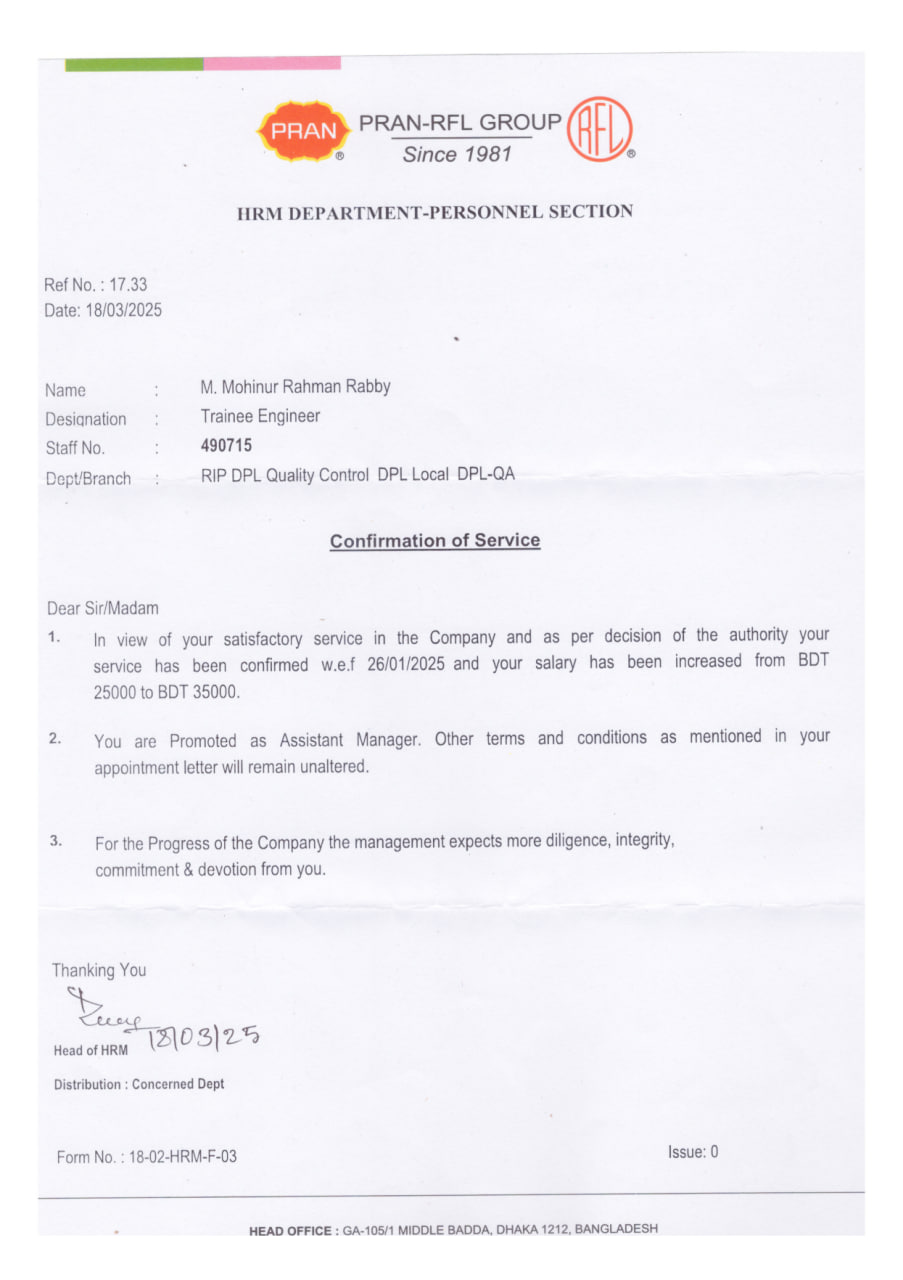 PRAN
®
PRAN-RFL GROUP
Since 1981
RFL
®
HRM DEPARTMENT-PERSONNEL SECTION
Ref No. : 17.33
Date: 18/03/2025
Name : M. Mohinur Rahman Rabby
Designation : Trainee Engineer
Staff No. : 490715
Dept/Branch : RIP DPL Quality Control DPL Local DPL-QA
Confirmation of Service
Dear Sir/Madam
1. In view of your satisfactory service in the Company and as per decision of the authority your
service has been confirmed w.e.f 26/01/2025 and your salary has been increased from BDT
25000 to BDT 35000.
2. You are Promoted as Assistant Manager. Other terms and conditions as mentioned in your
appointment letter will remain unaltered.
3. For the Progress of the Company the management expects more diligence, integrity,
commitment & devotion from you.
Thanking You
18/03/25
Head of HRM
Distribution : Concerned Dept
Form No. : 18-02-HRM-F-03
Issue: 0
HEAD OFFICE : GA-105/1 MIDDLE BADDA, DHAKA 1212, BANGLADESH